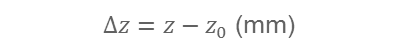 Δz = z − z₀ (mm)